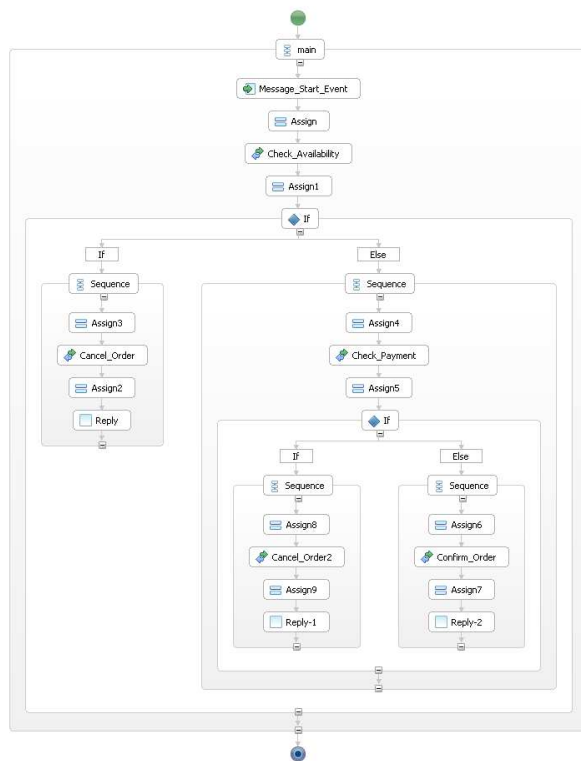 main
Message_Start_Event
Assign
Check_Availability
Assign1
If
If
Else
Sequence
Sequence
Assign3
Assign4
Cancel_Order
Check_Payment
Assign2
Assign5
Reply
If
If
Else
Sequence
Sequence
Assign8
Assign6
Cancel_Order2
Confirm_Order
Assign9
Assign7
Reply-1
Reply-2